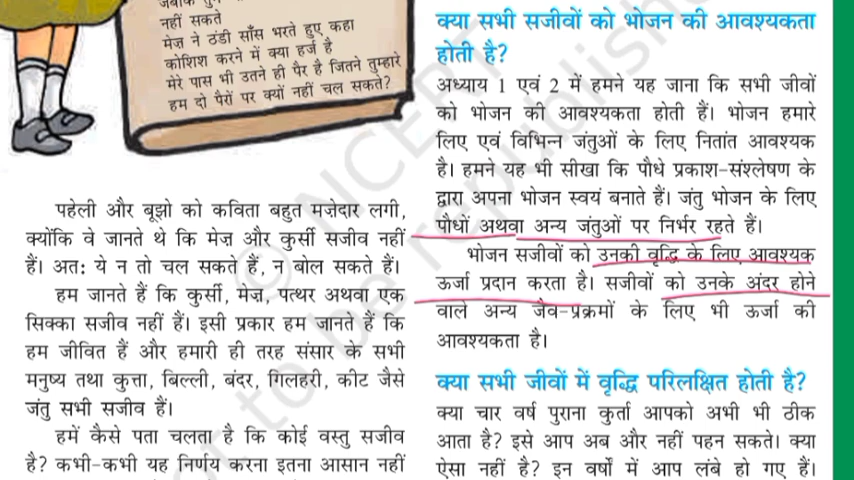 नहीं सकते
मेज़ ने ठंडी साँस भरते हुए कहा
कोशिश करने में क्या हर्ज है
मेरे पास भी उतने ही पैर है जितने तुम्हारे
हम दो पैरों पर क्यों नहीं चल सकते?
पहेली और बूझो को कविता बहुत मज़ेदार लगी,
क्योंकि वे जानते थे कि मेज़ और कुर्सी सजीव नहीं
हैं। अत: ये न तो चल सकते हैं, न बोल सकते हैं।
हम जानते हैं कि कुर्सी, मेज़, पत्थर अथवा एक
सिक्का सजीव नहीं हैं। इसी प्रकार हम जानते हैं कि
हम जीवित हैं और हमारी ही तरह संसार के सभी
मनुष्य तथा कुत्ता, बिल्ली, बंदर, गिलहरी, कीट जैसे
जंतु सभी सजीव हैं।
हमें कैसे पता चलता है कि कोई वस्तु सजीव
है? कभी-कभी यह निर्णय करना इतना आसान नहीं
क्या सभी सजीवों को भोजन की आवश्यकता
होती है?
अध्याय 1 एवं 2 में हमने यह जाना कि सभी जीवों
को भोजन की आवश्यकता होती हैं। भोजन हमारे
लिए एवं विभिन्न जंतुओं के लिए नितांत आवश्यक
है। हमने यह भी सीखा कि पौधे प्रकाश-संश्लेषण के
द्वारा अपना भोजन स्वयं बनाते हैं। जंतु भोजन के लिए
पौधों अथवा अन्य जंतुओं पर निर्भर रहते हैं।
भोजन सजीवों को उनकी वृद्धि के लिए आवश्यक
ऊर्जा प्रदान करता है। सजीवों को उनके अंदर होने
वाले अन्य जैव-प्रक्रमों के लिए भी ऊर्जा की
आवश्यकता है।
क्या सभी जीवों में वृद्धि परिलक्षित होती है?
क्या चार वर्ष पुराना कुर्ता आपको अभी भी ठीक
आता है? इसे आप अब और नहीं पहन सकते। क्या
ऐसा नहीं है? इन वर्षों में आप लंबे हो गए हैं।
© NCERT
not to be republished